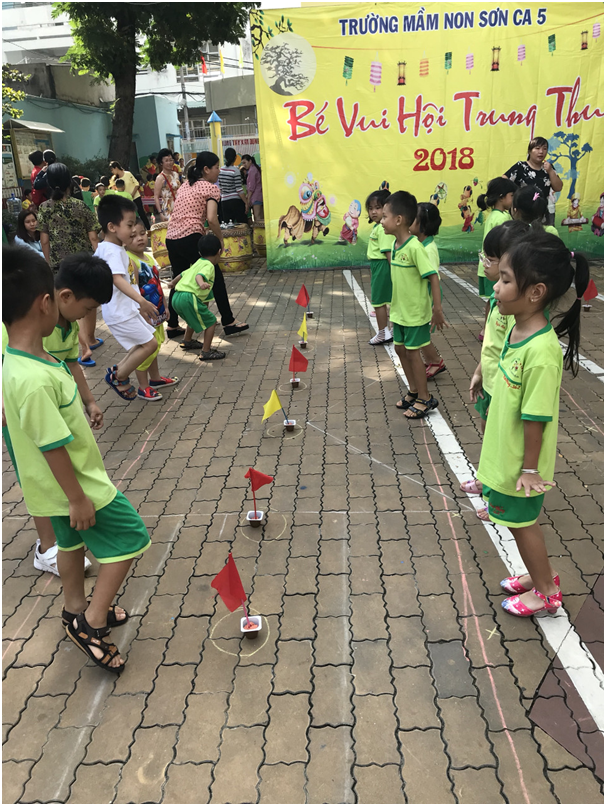 TRƯỜNG MẦM NON SƠN CA 5
Bé Vui Hội Trung Thu
2018